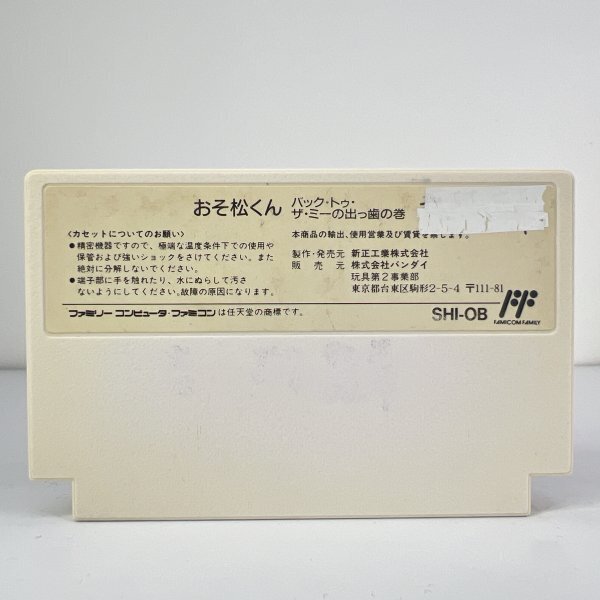 おそ松くん バック・トゥ・
ザ・ミーの出っ歯の巻
〈カセットについてのお願い〉
●精密機器ですので、極端な温度条件下での使用や
保管および強いショックをさけてください。また
絶対に分解しないでください。
●端子部に手を触れたり、水にぬらして汚さ
ないようにしてください。故障の原因になります。
本商品の輸出、使用営業及び賃貸を禁じます。
製作・発売元 新正工業株式会社
販売元 株式会社バンダイ
玩具第2事業部
東京都台東区駒形2-5-4 〒111-81
ファミリーコンピュータ・ファミコンは任天堂の商標です。
SHI-OB
FAMICOM FAMILY